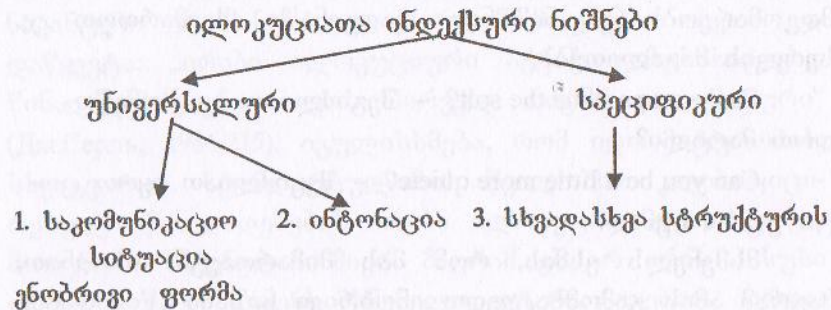 ილოკუციათა ინდექსური ნიშნები
უნივერსალური სპეციფიკური
1. საკომუნიკაციო 2. ინტონაცია 3. სხვადასხვა სტრუქტურის
სიტუაცია
ენობრივი ფორმა